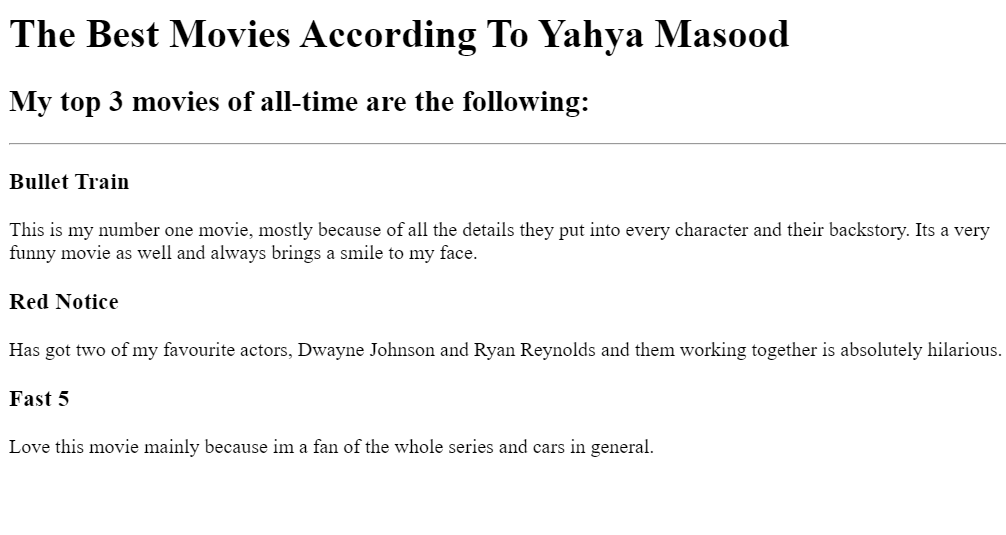 The Best Movies According To Yahya Masood
My top 3 movies of all-time are the following:
Bullet Train
This is my number one movie, mostly because of all the details they put into every character and their backstory. Its a very
funny movie as well and always brings a smile to my face.
Red Notice
Has got two of my favourite actors, Dwayne Johnson and Ryan Reynolds and them working together is absolutely hilarious.
Fast 5
Love this movie mainly because im a fan of the whole series and cars in general.